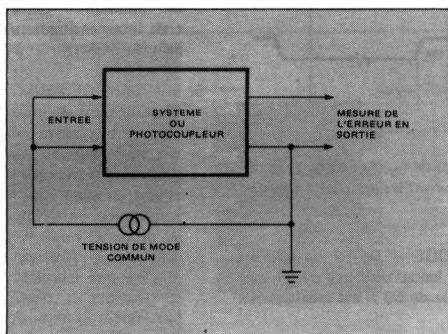 ENTREE
SYSTEME
OU
PHOTOCOUPLEUR
MESURE DE
L'ERREUR EN
SORTIE
TENSION DE MODE
COMMUN